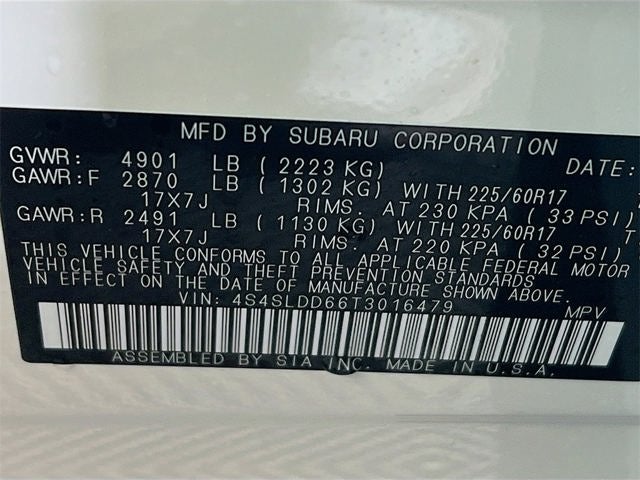 MFD BY SUBARU CORPORATION
GVWR: 4901 LB ( 2223 KG) DATE:
GAWR:F 2870 LB ( 1302 KG) WITH 225/60R17
17X7J RIMS. AT 230 KPA ( 33 PSI)
GAWR:R 2491 LB ( 1130 KG) WITH 225/60R17 T
17X7J RIMS. AT 220 KPA ( 32 PSI)
THIS VEHICLE CONFORMS TO ALL APPLICABLE FEDERAL MOTOR
VEHICLE SAFETY AND THEFT PREVENTION STANDARDS
IN EFFECT ON THE DATE OF MANUFACTURE SHOWN ABOVE.
VIN: 4S4SLDD66T3016479 MPV
ASSEMBLED BY SIA INC. MADE IN U.S.A.